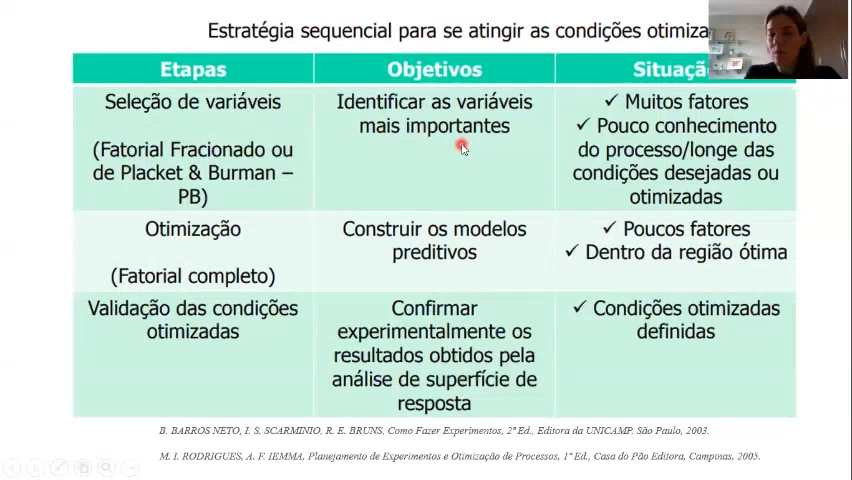 Estratégia sequencial para se atingir as condições otimiza
Etapas
Objetivos
Situaçã
Seleção de variáveis
(Fatorial Fracionado ou
de Placket & Burman –
PB)
Identificar as variáveis
mais importantes
✓ Muitos fatores
✓ Pouco conhecimento
do processo/longe das
condições desejadas ou
otimizadas
Otimização
(Fatorial completo)
Construir os modelos
preditivos
✓ Poucos fatores
✓ Dentro da região ótima
Validação das condições
otimizadas
Confirmar
experimentalmente os
resultados obtidos pela
análise de superfície de
resposta
✓ Condições otimizadas
definidas
B. BARROS NETO, I. S. SCARMINIO, R. E. BRUNS, Como Fazer Experimentos, 2ª Ed., Editora da UNICAMP, São Paulo, 2003.
M. I. RODRIGUES, A. F. IEMMA, Planejamento de Experimentos e Otimização de Processos, 1ª Ed., Casa do Pão Editora, Campinas, 2005.